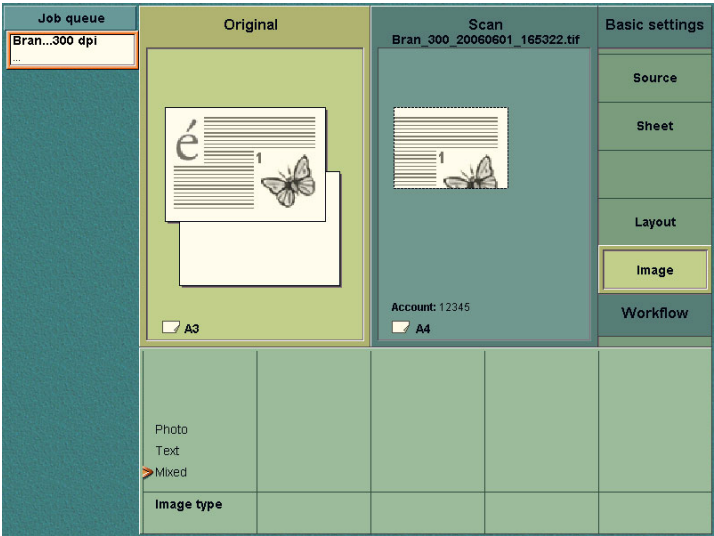 Job queue
Bran...300 dpi
...
Original
é
1
A3
Scan
Bran_300_20060601_165322.tif
1
Account: 12345
A4
Basic settings
Source
Sheet
Layout
Image
Workflow
Photo
Text
Mixed
Image type